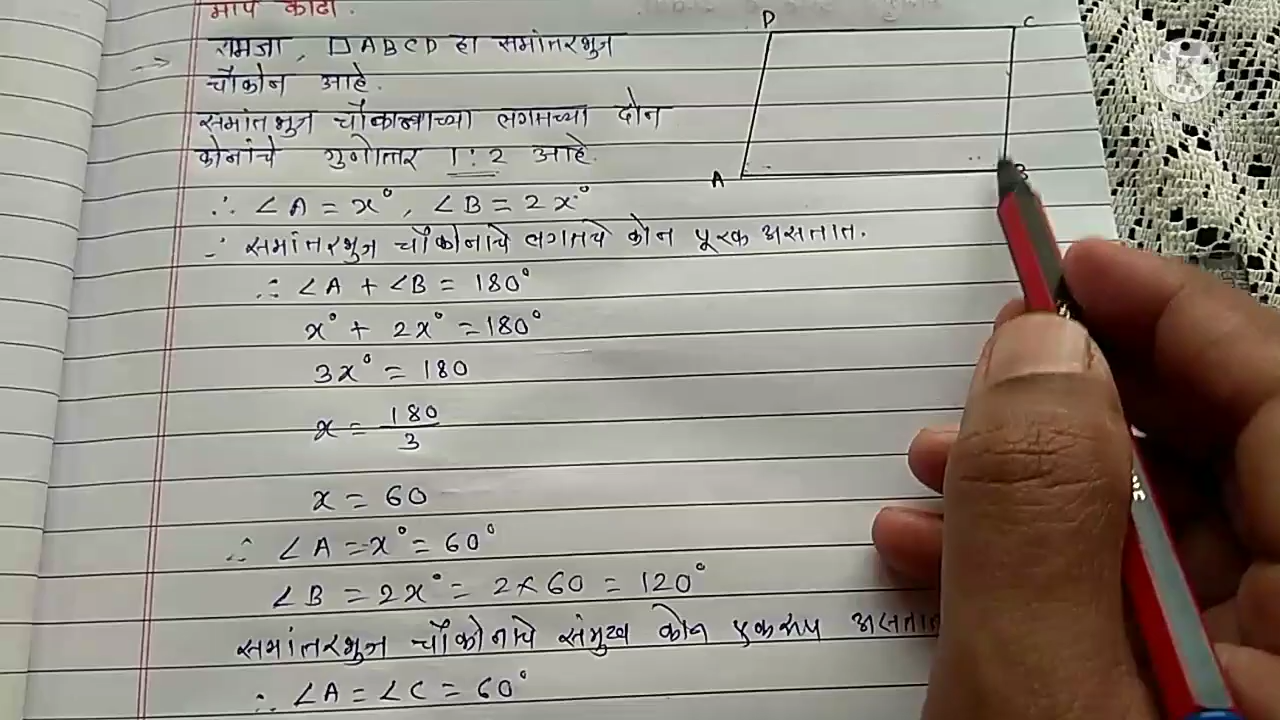 माप काढा.
समजा, □ABCD हा समांतरभुज
चौकोन आहे.
समांतभुज चौकोनाच्या लगतच्या दोन
कोनांचे गुणोत्तर 1:2 आहे.
∴ ∠A = x°, ∠B = 2x°
∴ समांतरभुज चौकोनाचे लगतचे कोन पूरक असतात.
∴ ∠A + ∠B = 180°
x° + 2x° = 180°
3x° = 180
x = 180/3
x = 60
∴ ∠A = x° = 60°
∠B = 2x° = 2×60 = 120°
समांतरभुज चौकोनाचे संमुख कोन एकरूप असतात
∴ ∠A = ∠C = 60°
D C
A B